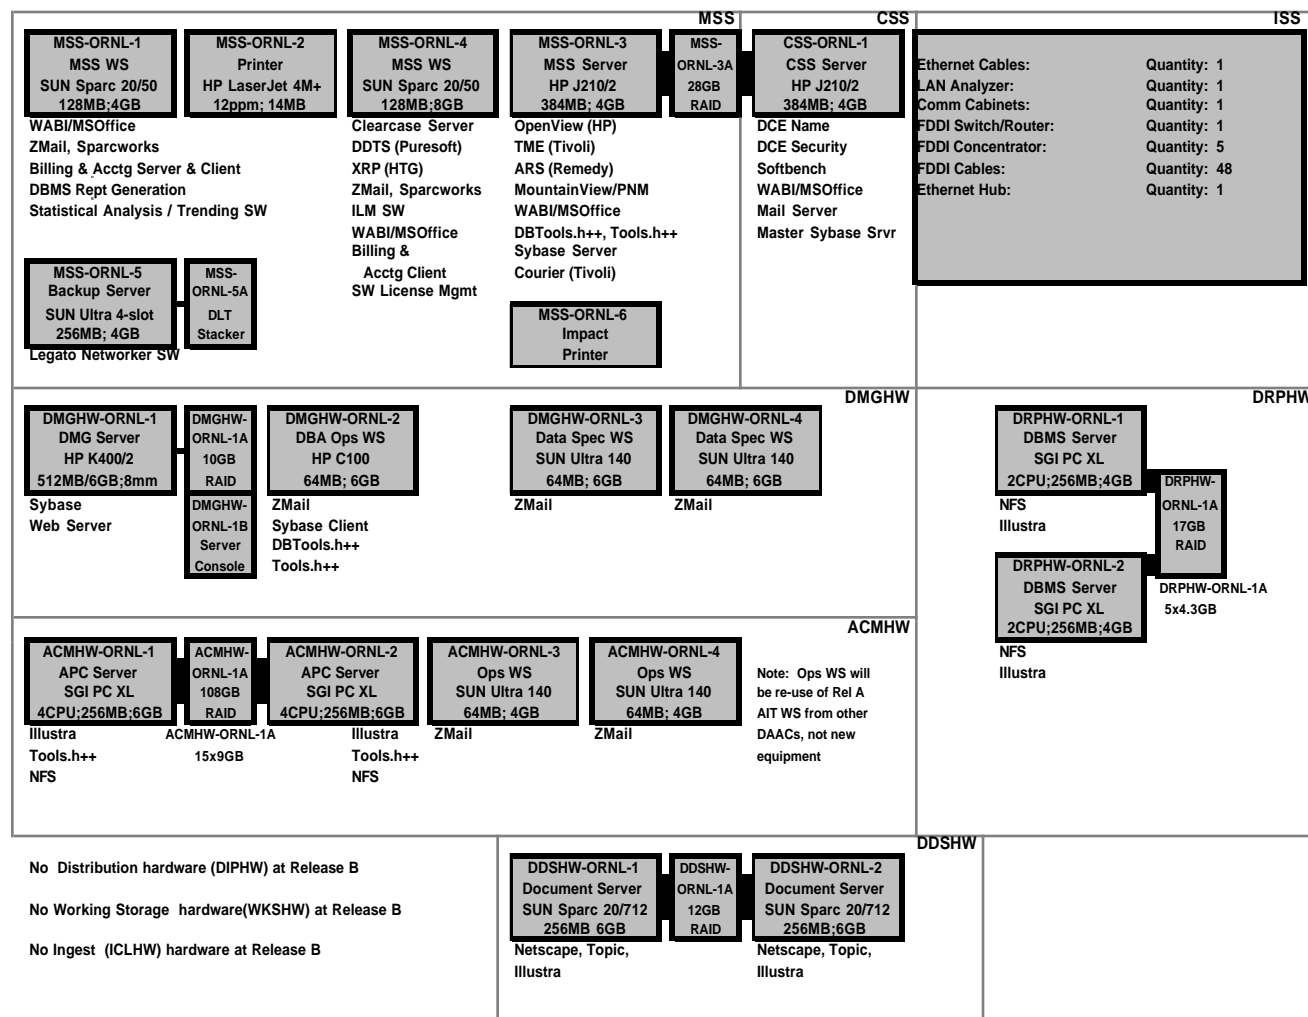 MSS
MSS-ORNL-1
MSS WS
SUN Sparc 20/50
128MB;4GB
WABI/MSOffice
ZMail, Sparcworks
Billing & Acctg Server & Client
DBMS Rept Generation
Statistical Analysis / Trending SW
MSS-ORNL-2
Printer
HP LaserJet 4M+
12ppm; 14MB
MSS-ORNL-4
MSS WS
SUN Sparc 20/50
128MB;8GB
Clearcase Server
DDTS (Puresoft)
XRP (HTG)
ZMail, Sparcworks
ILM SW
WABI/MSOffice
Billing &
Acctg Client
SW License Mgmt
MSS-ORNL-3
MSS Server
HP J210/2
384MB; 4GB
OpenView (HP)
TME (Tivoli)
ARS (Remedy)
MountainView/PNM
WABI/MSOffice
DBTools.h++, Tools.h++
Sybase Server
Courier (Tivoli)
MSS-
ORNL-3A
28GB
RAID
MSS-ORNL-5
Backup Server
SUN Ultra 4-slot
256MB; 4GB
Legato Networker SW
MSS-
ORNL-5A
DLT
Stacker
MSS-ORNL-6
Impact
Printer
CSS
CSS-ORNL-1
CSS Server
HP J210/2
384MB; 4GB
DCE Name
DCE Security
Softbench
WABI/MSOffice
Mail Server
Master Sybase Srvr
ISS
Ethernet Cables: Quantity: 1
LAN Analyzer: Quantity: 1
Comm Cabinets: Quantity: 1
FDDI Switch/Router: Quantity: 1
FDDI Concentrator: Quantity: 5
FDDI Cables: Quantity: 48
Ethernet Hub: Quantity: 1
DMGHW
DMGHW-ORNL-1
DMG Server
HP K400/2
512MB/6GB;8mm
Sybase
Web Server
DMGHW-
ORNL-1A
10GB
RAID
DMGHW-
ORNL-1B
Server
Console
DMGHW-ORNL-2
DBA Ops WS
HP C100
64MB; 6GB
ZMail
Sybase Client
DBTools.h++
Tools.h++
DMGHW-ORNL-3
Data Spec WS
SUN Ultra 140
64MB; 6GB
ZMail
DMGHW-ORNL-4
Data Spec WS
SUN Ultra 140
64MB; 6GB
ZMail
DRPHW
DRPHW-ORNL-1
DBMS Server
SGI PC XL
2CPU;256MB;4GB
NFS
Illustra
DRPHW-
ORNL-1A
17GB
RAID
DRPHW-ORNL-1A
5x4.3GB
DRPHW-ORNL-2
DBMS Server
SGI PC XL
2CPU;256MB;4GB
NFS
Illustra
ACMHW
ACMHW-ORNL-1
APC Server
SGI PC XL
4CPU;256MB;6GB
Illustra
Tools.h++
NFS
ACMHW-
ORNL-1A
108GB
RAID
ACMHW-ORNL-1A
15x9GB
ACMHW-ORNL-2
APC Server
SGI PC XL
4CPU;256MB;6GB
Illustra
Tools.h++
NFS
ACMHW-ORNL-3
Ops WS
SUN Ultra 140
64MB; 4GB
ZMail
ACMHW-ORNL-4
Ops WS
SUN Ultra 140
64MB; 4GB
ZMail
Note: Ops WS will
be re-use of Rel A
AIT WS from other
DAACs, not new
equipment
No Distribution hardware (DIPHW) at Release B
No Working Storage hardware(WKSHW) at Release B
No Ingest (ICLHW) hardware at Release B
DDSHW
DDSHW-ORNL-1
Document Server
SUN Sparc 20/712
256MB 6GB
Netscape, Topic,
Illustra
DDSHW-
ORNL-1A
12GB
RAID
DDSHW-ORNL-2
Document Server
SUN Sparc 20/712
256MB;6GB
Netscape, Topic,
Illustra